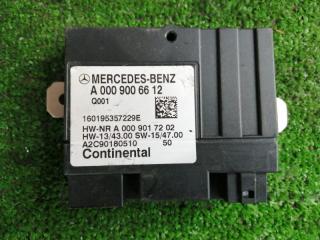 MERCEDES-BENZ
A 000 900 66 12
Q001
160195357229E
HW-NR A 000 901 72 02
HW-13/43.00 SW-15/47.00
A2C90180510 50
Continental